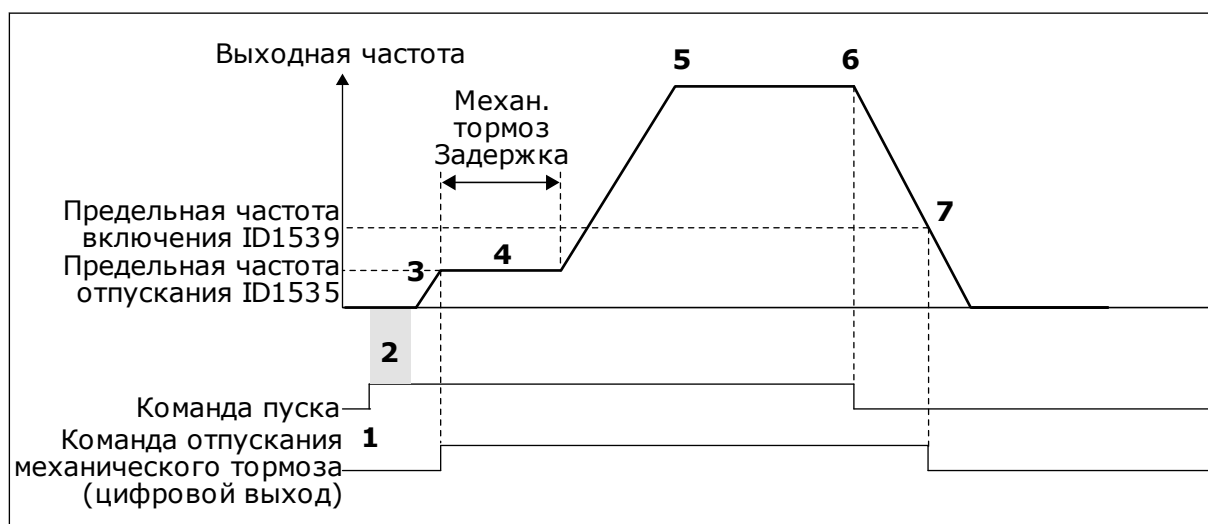 Выходная частота
5
6
Механ.
тормоз
Задержка
Предельная частота
включения ID1539
7
Предельная частота
отпускания ID1535
3
4
2
Команда пуска
Команда отпускания
1
механического тормоза
(цифровой выход)